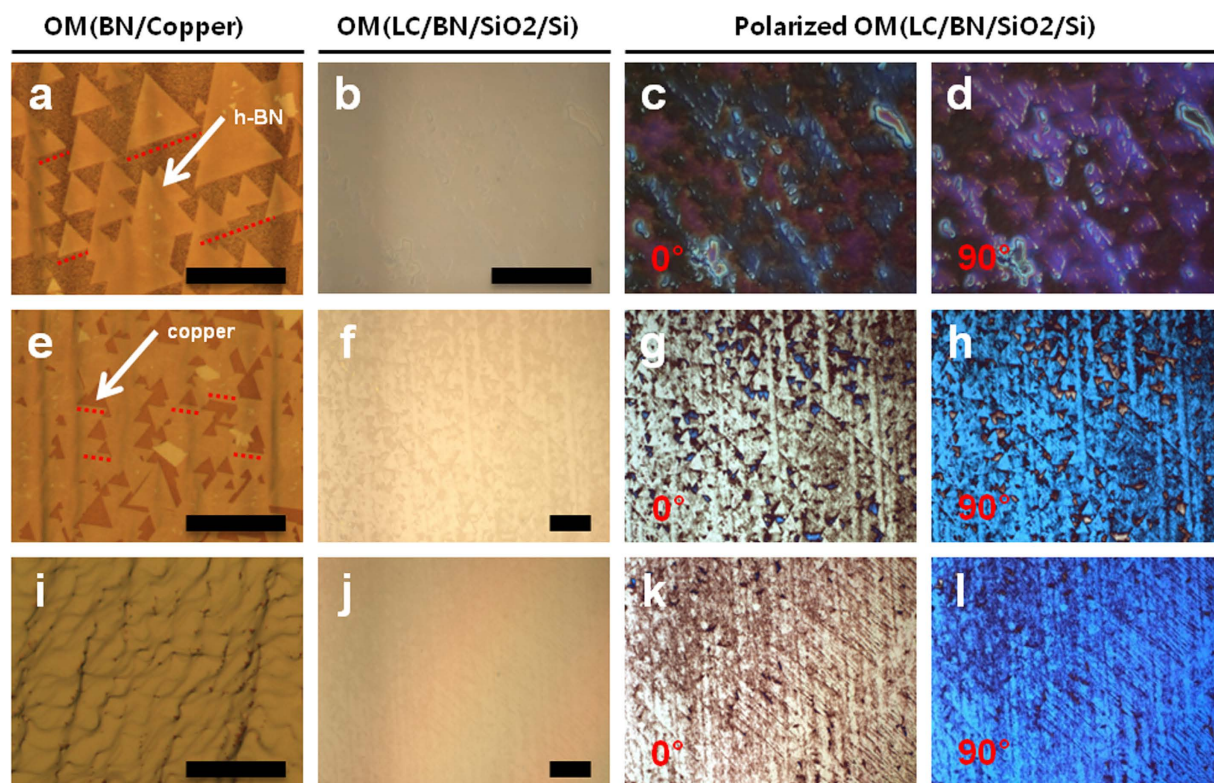 OM(BN/Copper) OM(LC/BN/SiO2/Si) Polarized OM(LC/BN/SiO2/Si)
a h-BN b c 0° d 90°
e copper f g 0° h 90°
i j k 0° l 90°